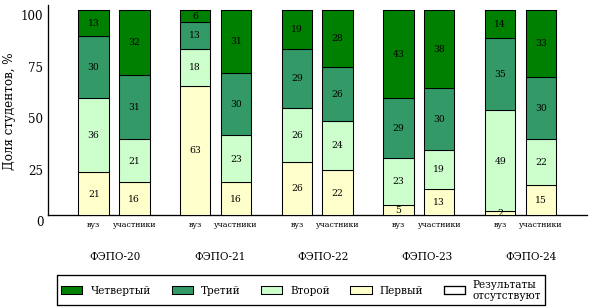 Доля студентов, %
100
75
50
25
0
13 32 6 31 19 28 43 38 14 33
30 31 13 30 29 26 29 30 35 30
36 21 18 23 26 24 23 19 49 22
21 16 63 16 26 22 5 13 2 15
вуз участники вуз участники вуз участники вуз участники вуз участники
ФЭПО-20 ФЭПО-21 ФЭПО-22 ФЭПО-23 ФЭПО-24
Четвертый Третий Второй Первый Результаты
отсутствуют